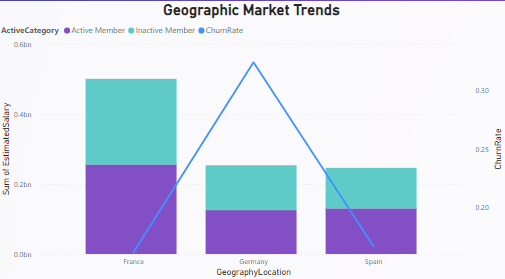 Geographic Market Trends
ActiveCategory Active Member Inactive Member ChurnRate
0.6bn
0.4bn
0.2bn
0.0bn
Sum of EstimatedSalary
0.30
0.25
0.20
ChurnRate
France Germany Spain
GeographyLocation